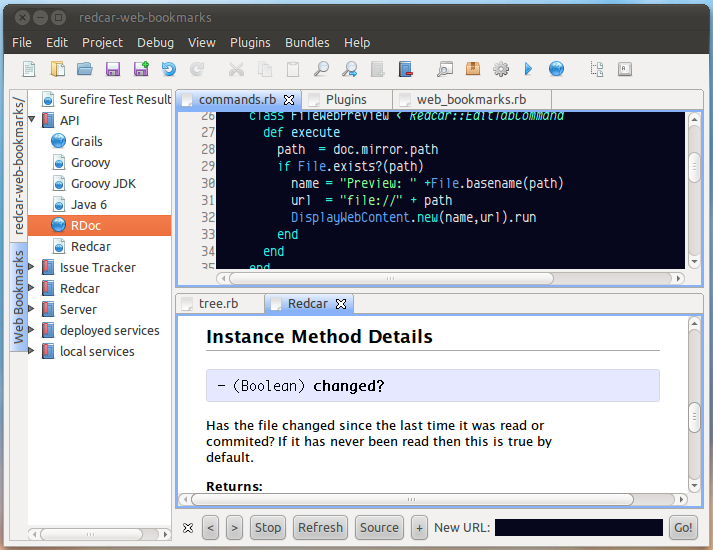 redcar-web-bookmarks
File Edit Project Debug View Plugins Bundles Help
redcar-web-bookmarks/
Web Bookmarks
Surefire Test Result
API
Grails
Groovy
Groovy JDK
Java 6
RDoc
Redcar
Issue Tracker
Redcar
Server
deployed services
local services
commands.rb Plugins web_bookmarks.rb
26 class FileWebPreview < Redcar::EditTabCommand
27 def execute
28 path = doc.mirror.path
29 if File.exists?(path)
30 name = "Preview: " +File.basename(path)
31 url = "file://" + path
32 DisplayWebContent.new(name,url).run
33 end
34 end
35 end
tree.rb Redcar
Instance Method Details
- (Boolean) changed?
Has the file changed since the last time it was read or
commited? If it has never been read then this is true by
default.
Returns:
< > Stop Refresh Source + New URL: Go!